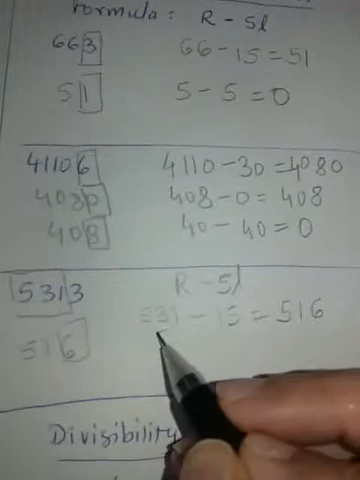 Formula: R - 5l
663 66 - 15 = 51
51 5 - 5 = 0
41106 4110 - 30 = 4080
4080 408 - 0 = 408
408 40 - 40 = 0
5313 R - 5l
531 - 15 = 516
516
Divisibility